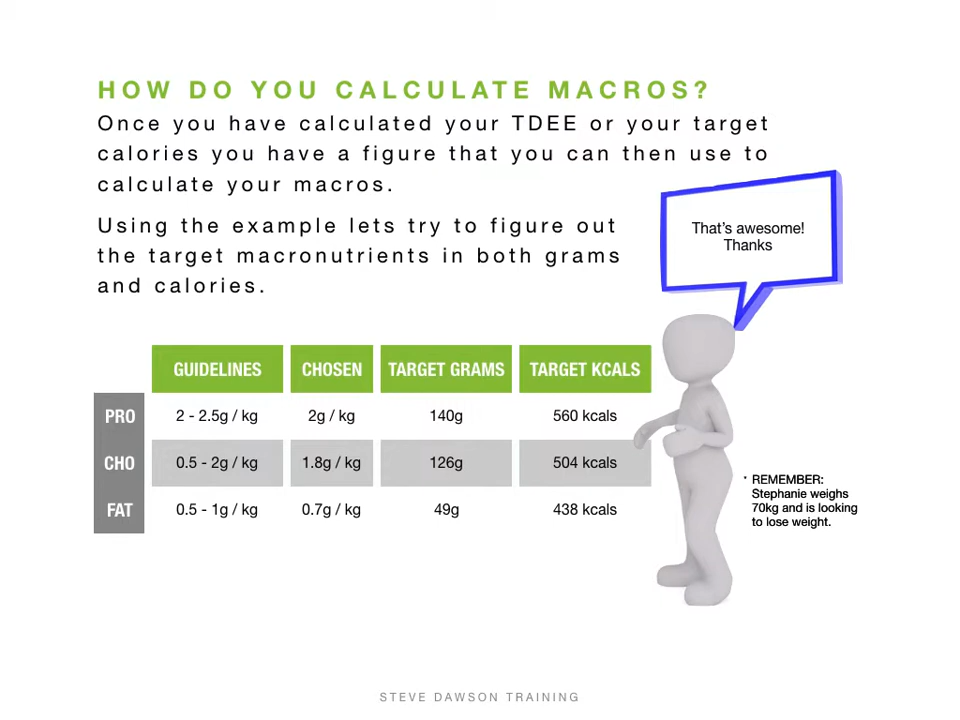 HOW DO YOU CALCULATE MACROS?
Once you have calculated your TDEE or your target
calories you have a figure that you can then use to
calculate your macros.
Using the example lets try to figure out
the target macronutrients in both grams
and calories.
That's awesome!
Thanks
GUIDELINES CHOSEN TARGET GRAMS TARGET KCALS
PRO 2 - 2.5g / kg 2g / kg 140g 560 kcals
CHO 0.5 - 2g / kg 1.8g / kg 126g 504 kcals
FAT 0.5 - 1g / kg 0.7g / kg 49g 438 kcals
* REMEMBER:
Stephanie weighs
70kg and is looking
to lose weight.
STEVE DAWSON TRAINING